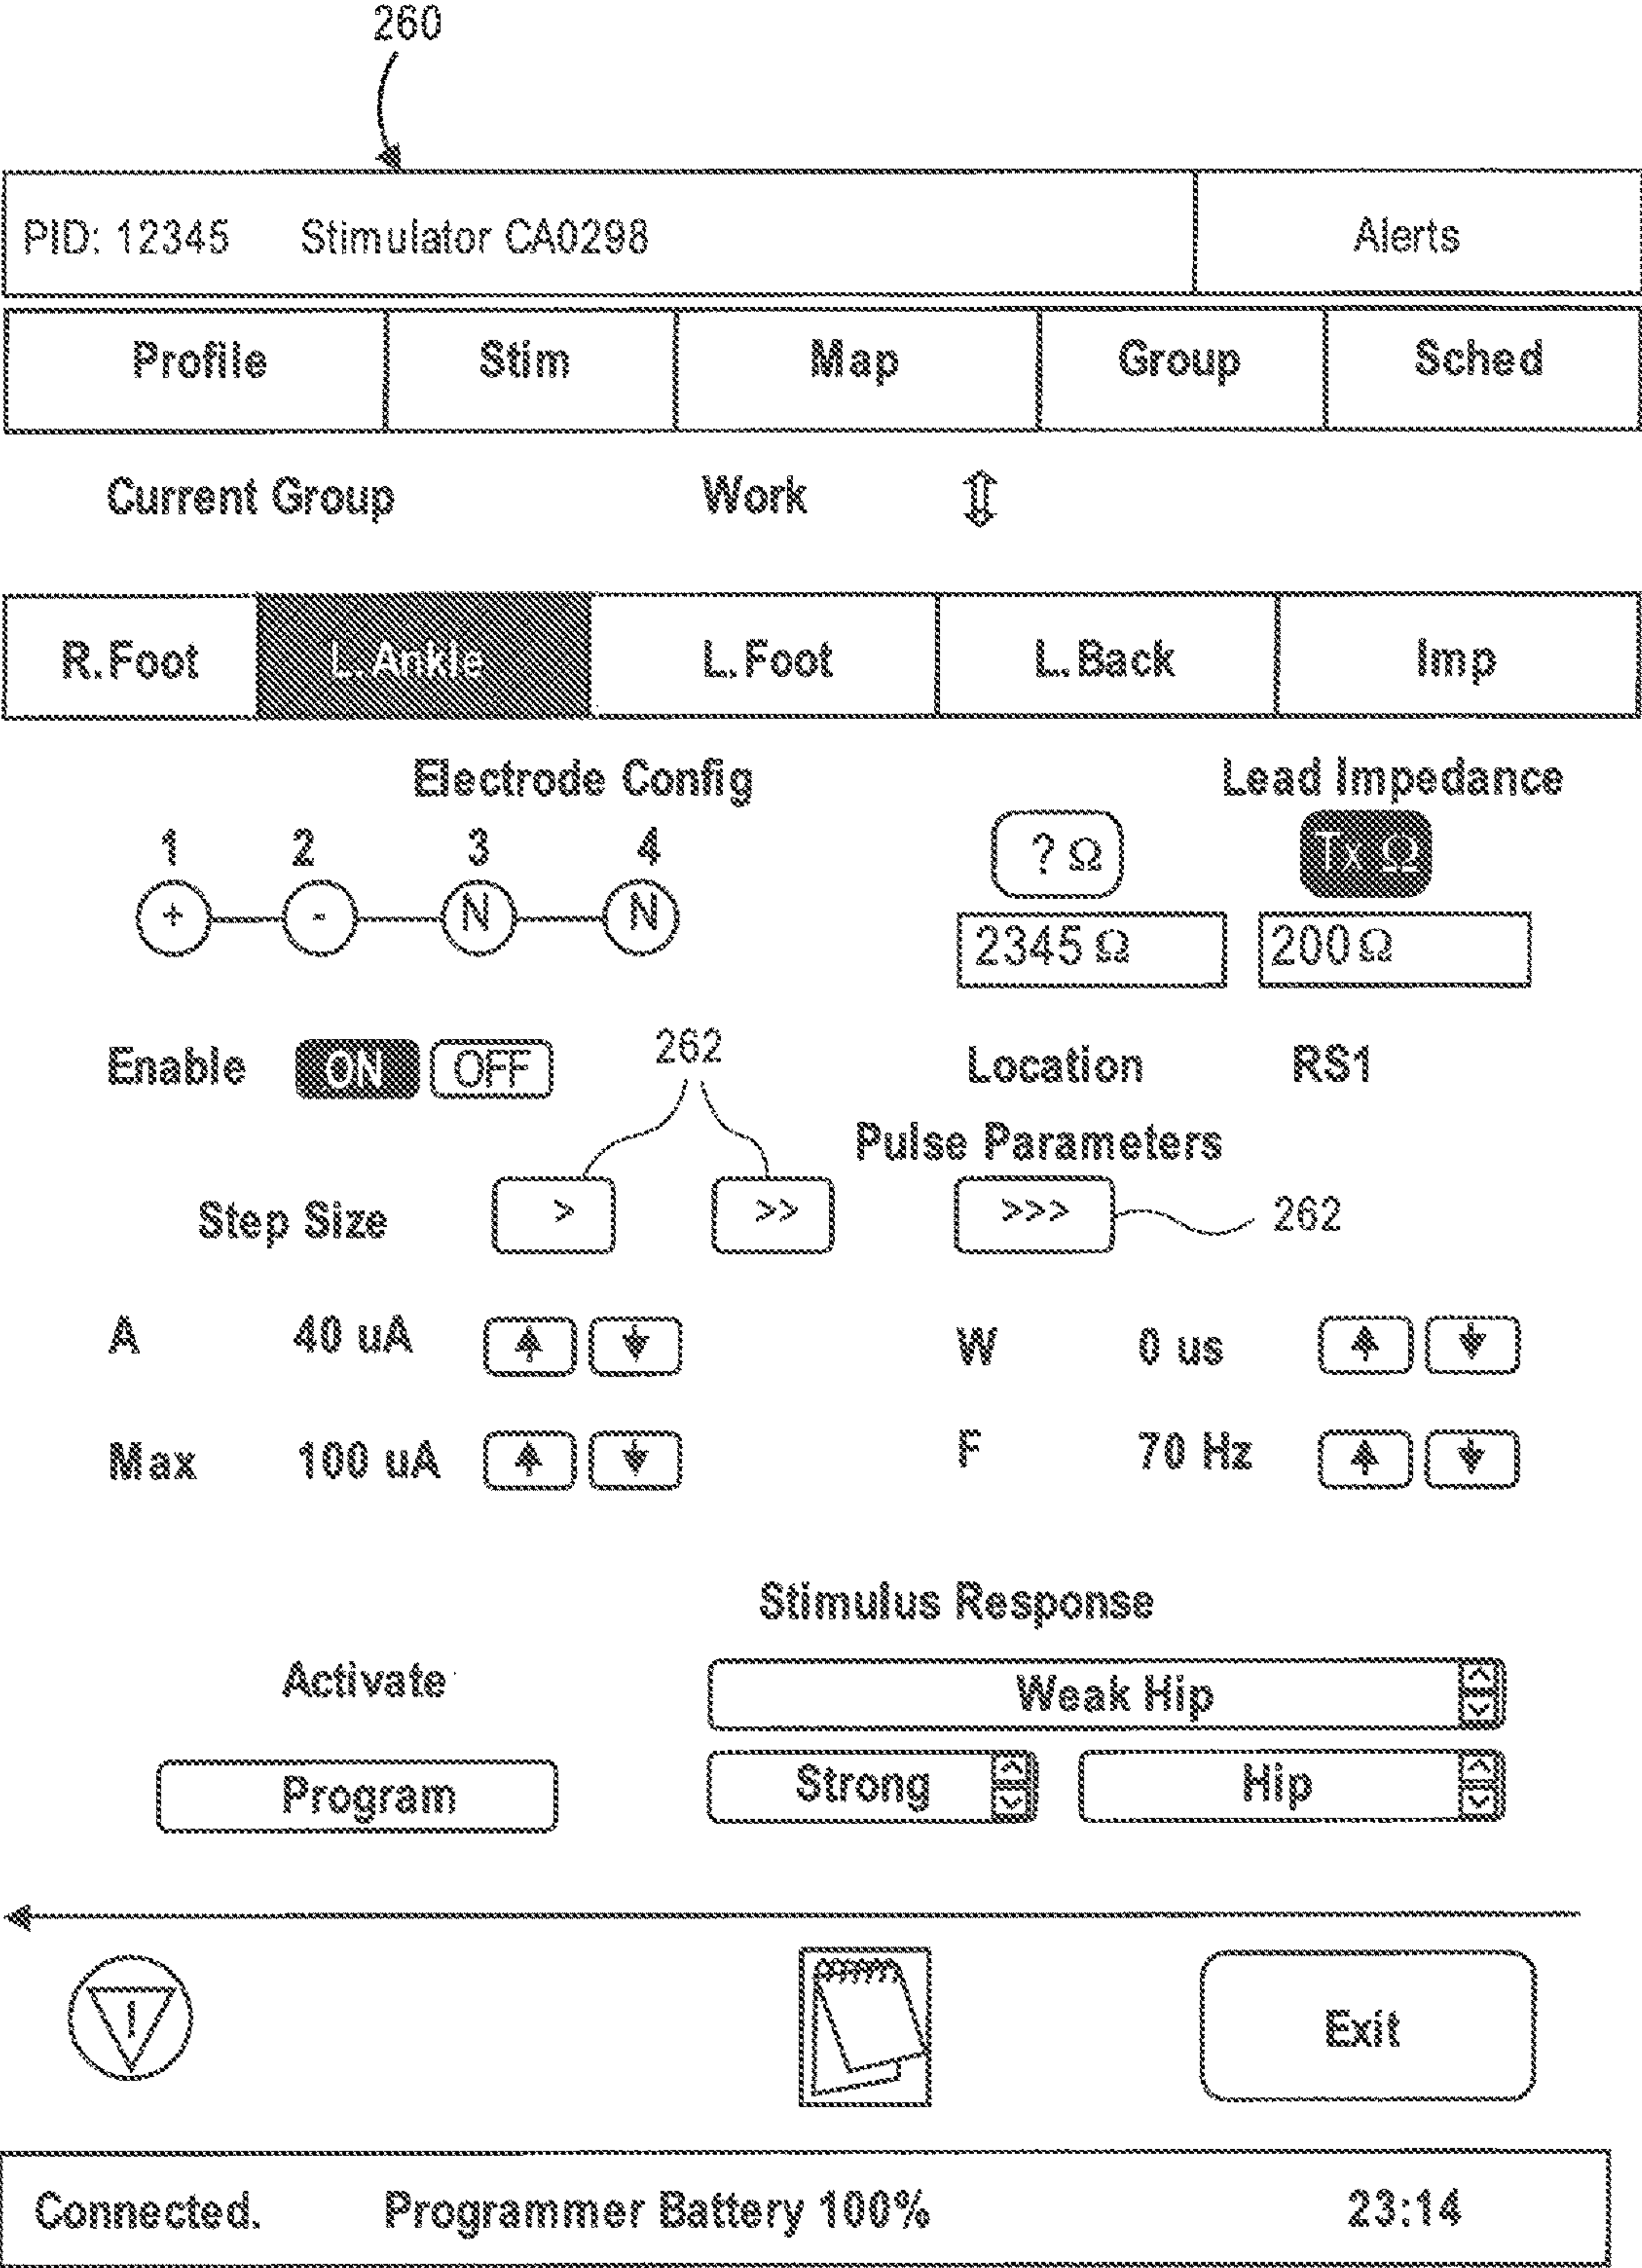 260
PID: 12345 Stimulator CA0298 Alerts
Profile Stim Map Group Sched
Current Group Work ⇕
R.Foot L.Ankle L.Foot L.Back Imp
Electrode Config Lead Impedance
1 2 3 4 ? Ω Tx Ω
+ - N N 2345 Ω 200 Ω
Enable ON OFF 262 Location RS1
Pulse Parameters
Step Size > >> >>> 262
A 40 uA W 0 us
Max 100 uA F 70 Hz
Stimulus Response
Activate Weak Hip
Program Strong Hip
! Exit
Connected. Programmer Battery 100% 23:14